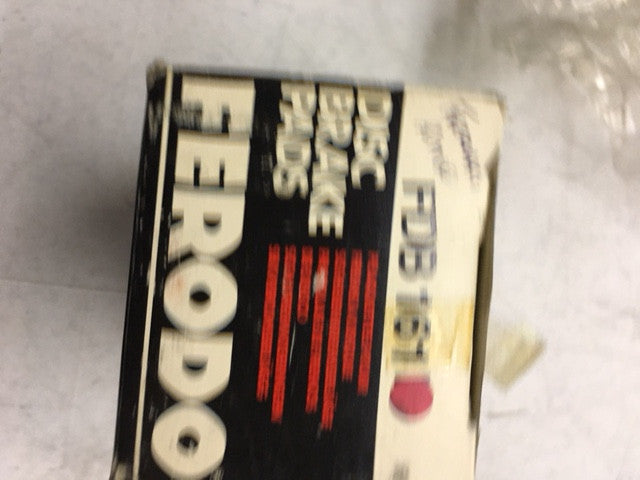 FDB 161
DISC
BRAKE
PADS
FERODO